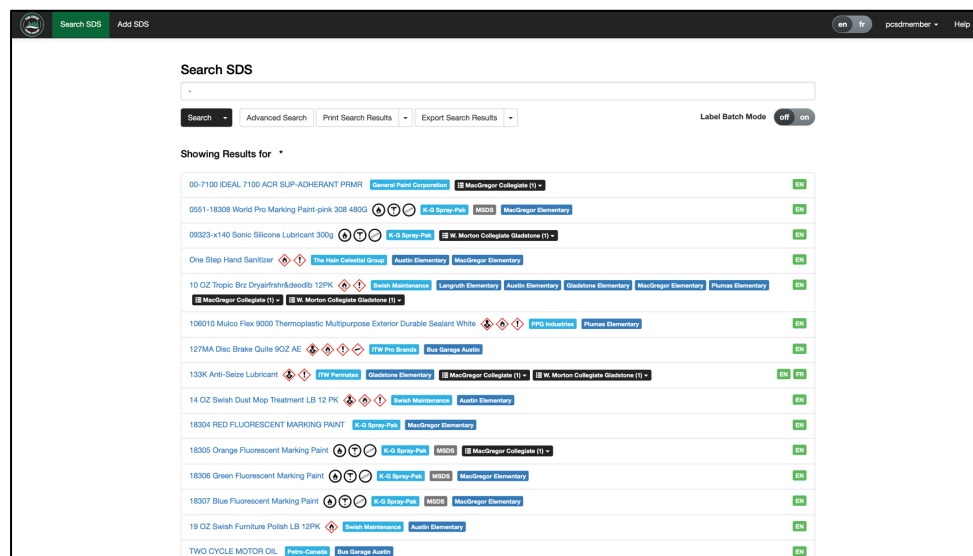 Search SDS Add SDS en fr pcsdmember Help
Search SDS
*
Search Advanced Search Print Search Results Export Search Results Label Batch Mode off on
Showing Results for *
00-7100 IDEAL 7100 ACR SUP-ADHERANT PRMR General Paint Corporation MacGregor Collegiate (1) EN
0551-18308 World Pro Marking Paint-pink 308 480G K-G Spray-Pak MSDS MacGregor Elementary EN
09323-x140 Sonic Silicone Lubricant 300g K-G Spray-Pak W. Morton Collegiate Gladstone (1) EN
One Step Hand Sanitizer The Hain Celestial Group Austin Elementary MacGregor Elementary EN
10 OZ Tropic Brz Dryairfrshr&deodlb 12PK Swish Maintenance Langruth Elementary Austin Elementary Gladstone Elementary MacGregor Elementary Plumas Elementary EN
MacGregor Collegiate (1) W. Morton Collegiate Gladstone (1)
106010 Mulco Flex 9000 Thermoplastic Multipurpose Exterior Durable Sealant White PPG Industries Plumas Elementary EN
127MA Disc Brake Quite 9OZ AE ITW Pro Brands Bus Garage Austin EN
133K Anti-Seize Lubricant ITW Permatex Gladstone Elementary MacGregor Collegiate (1) W. Morton Collegiate Gladstone (1) EN FR
14 OZ Swish Dust Mop Treatment LB 12 PK Swish Maintenance Austin Elementary EN
18304 RED FLUORESCENT MARKING PAINT K-G Spray-Pak MacGregor Elementary EN
18305 Orange Fluorescent Marking Paint K-G Spray-Pak MSDS MacGregor Collegiate (1) EN
18306 Green Fluorescent Marking Paint K-G Spray-Pak MSDS MacGregor Elementary EN
18307 Blue Fluorescent Marking Paint K-G Spray-Pak MSDS MacGregor Elementary EN
19 OZ Swish Furniture Polish LB 12PK Swish Maintenance Austin Elementary EN
TWO CYCLE MOTOR OIL Petro-Canada Bus Garage Austin EN